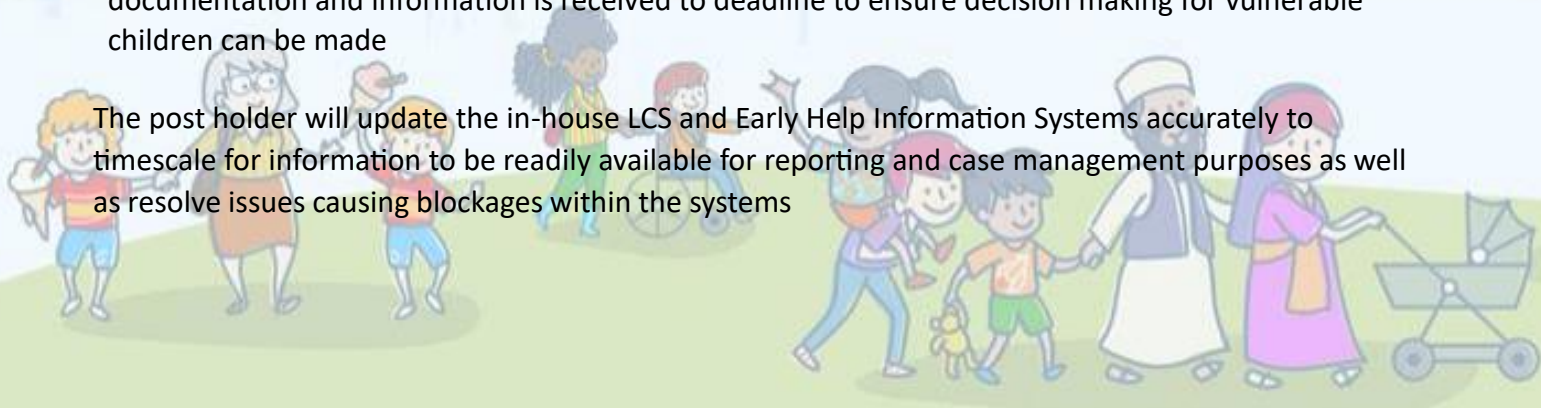 documentation and information is received to deadline to ensure decision making for vulnerable
children can be made
The post holder will update the in-house LCS and Early Help Information Systems accurately to
timescale for information to be readily available for reporting and case management purposes as well
as resolve issues causing blockages within the systems